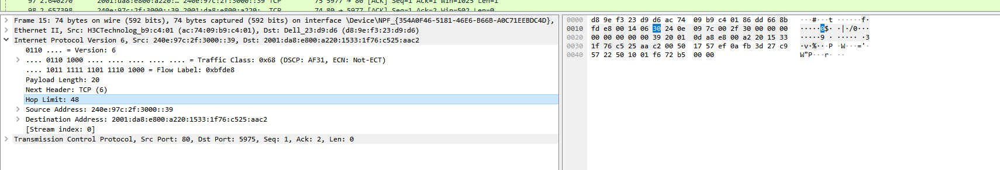 97 2.640270 2001:da8:e800:a220:… 240e:97c:2f:3000::39 TCP 75 5977 → 80 [ACK] Seq=1 Ack=1 Win=1025 Len=1
98 2.657398 240e:97c:2f:3000::39 2001:da8:e800:a220:… TCP 74 80 → 5977 [ACK] Seq=1 Ack=2 Win=502 Len=0
Frame 15: 74 bytes on wire (592 bits), 74 bytes captured (592 bits) on interface \Device\NPF_{354A0F46-5181-46E6-B66B-A0C71EEBDC4D},
Ethernet II, Src: H3CTechnolog_b9:c4:01 (ac:74:09:b9:c4:01), Dst: Dell_23:d9:d6 (d8:9e:f3:23:d9:d6)
Internet Protocol Version 6, Src: 240e:97c:2f:3000::39, Dst: 2001:da8:e800:a220:1533:1f76:c525:aac2
0110 .... = Version: 6
.... 0110 1000 .... .... .... .... .... = Traffic Class: 0x68 (DSCP: AF31, ECN: Not-ECT)
.... 1011 1111 1101 1110 1000 = Flow Label: 0xbfde8
Payload Length: 20
Next Header: TCP (6)
Hop Limit: 48
Source Address: 240e:97c:2f:3000::39
Destination Address: 2001:da8:e800:a220:1533:1f76:c525:aac2
[Stream index: 0]
Transmission Control Protocol, Src Port: 80, Dst Port: 5975, Seq: 1, Ack: 2, Len: 0
0000 d8 9e f3 23 d9 d6 ac 74 09 b9 c4 01 86 dd 66 8b ···#···t ······f·
0010 fd e8 00 14 06 30 24 0e 09 7c 00 2f 30 00 00 00 ·····0$· ·|·/0···
0020 00 00 00 00 00 39 20 01 0d a8 e8 00 a2 20 15 33 ·····9 · ····· ·3
0030 1f 76 c5 25 aa c2 00 50 17 57 ef 0a fb 3d 27 c9 ·v·%···P ·W···='·
0040 57 22 50 10 01 f6 72 b5 00 00 W"P···r· ··